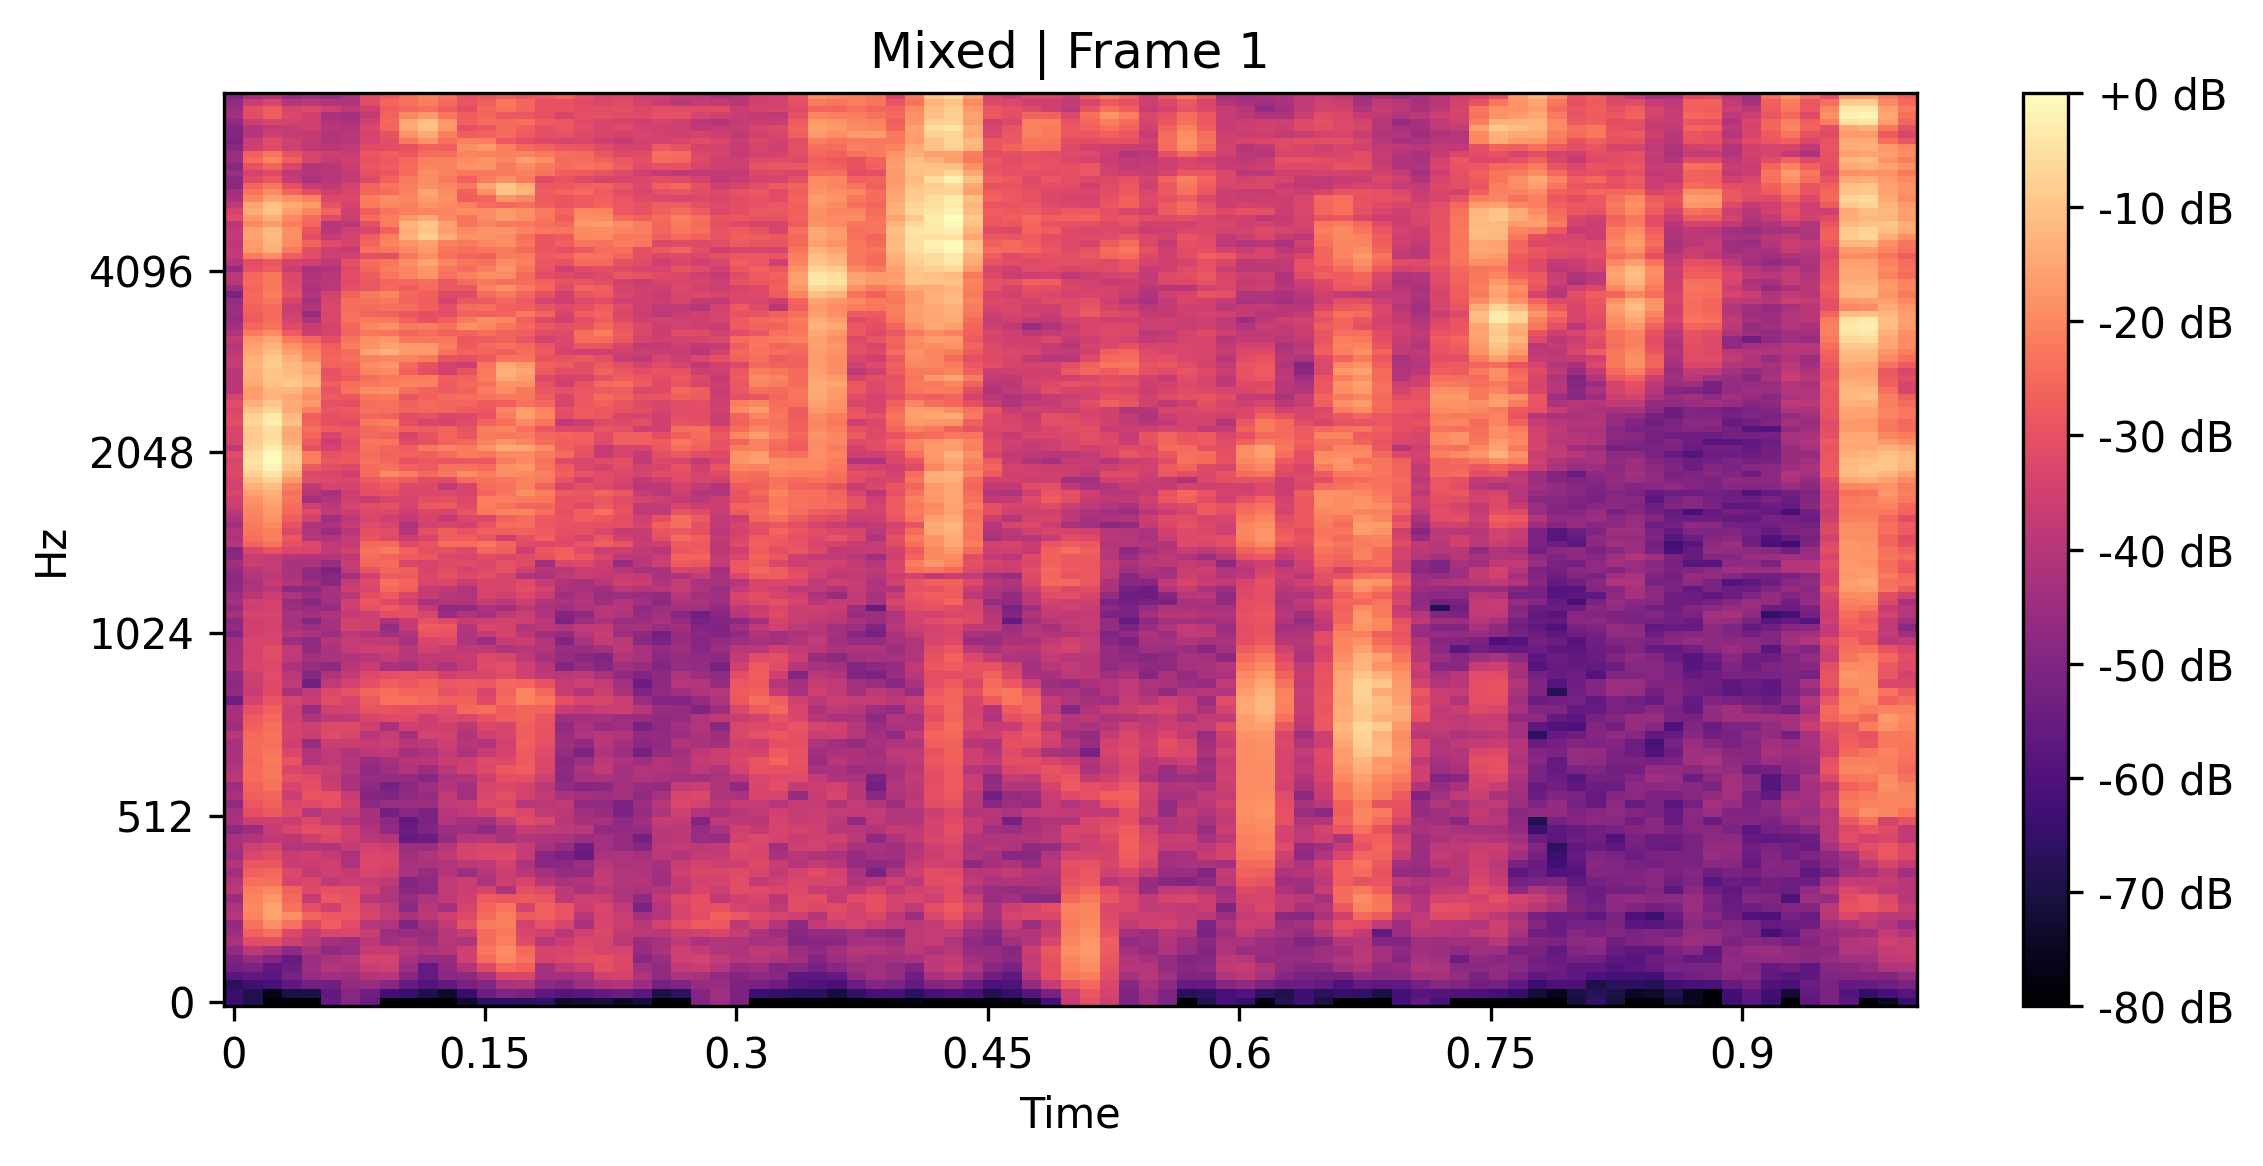 Mixed | Frame 1
+0 dB
-10 dB
-20 dB
-30 dB
-40 dB
-50 dB
-60 dB
-70 dB
-80 dB
4096
2048
1024
512
0
Hz
0 0.15 0.3 0.45 0.6 0.75 0.9
Time